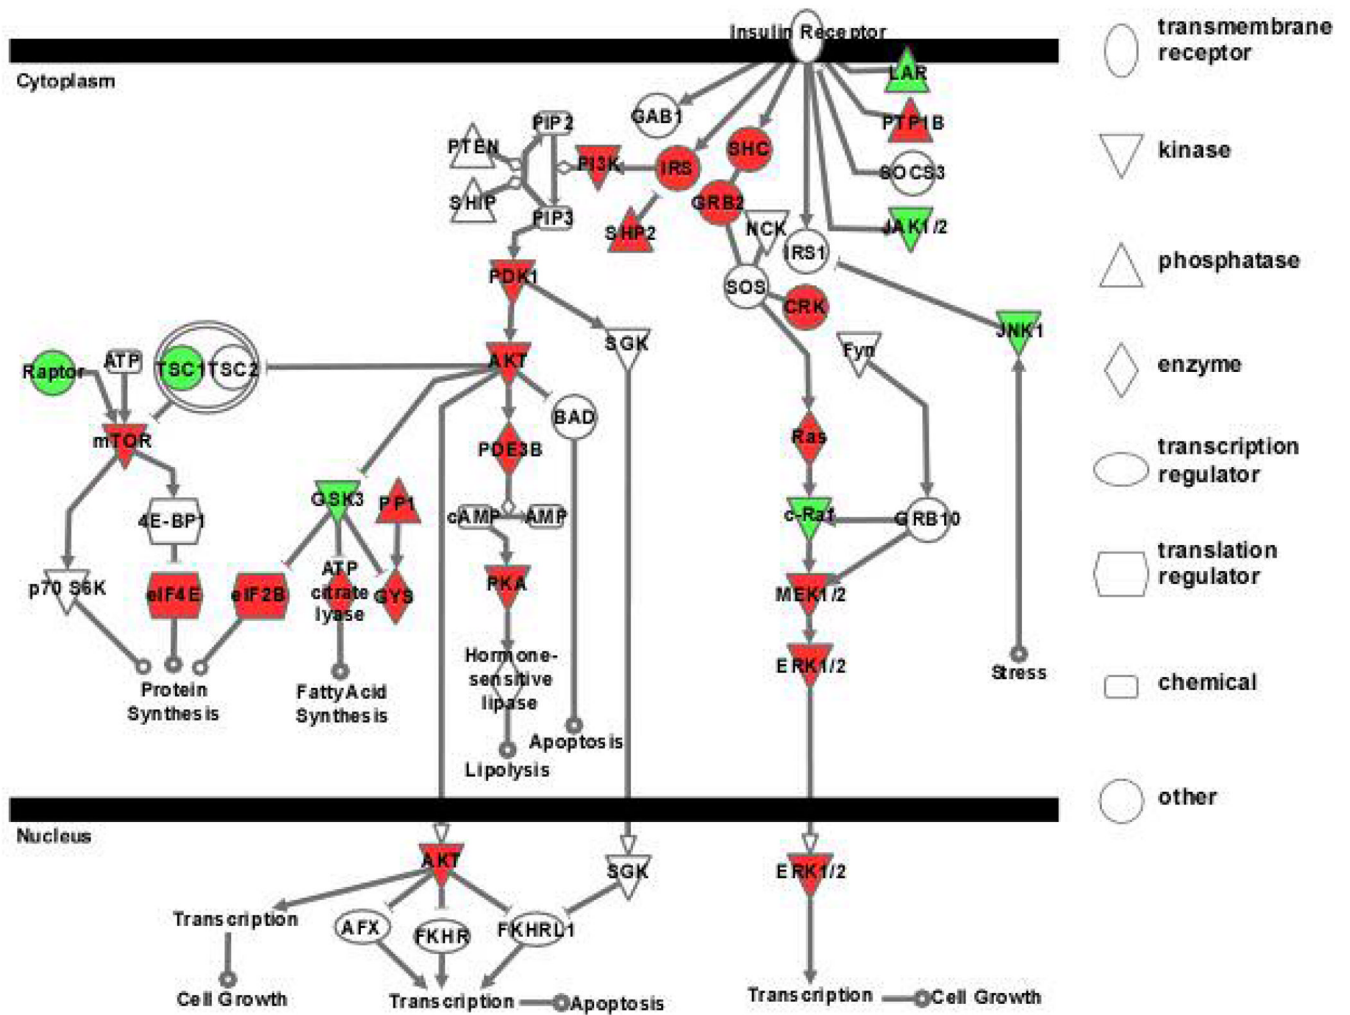 Insulin Receptor
Cytoplasm
LAR
GAB1
PTP1B
PIP2
PTEN
PI3K
IRS
SHC
SOCS3
SHIP
PIP3
SHP2
GRB2
NCK
JAK1/2
IRS1
PDK1
SOS
CRK
JNK1
Raptor
ATP
TSC1
TSC2
AKT
SGK
Fyn
BAD
mTOR
PDE3B
Ras
4E-BP1
GSK3
PP1
cAMP
AMP
c-Raf
GRB10
p70 S6K
eIF4E
eIF2B
ATP
citrate
lyase
GYS
PKA
MEK1/2
Hormone-
sensitive
lipase
ERK1/2
Stress
Protein
Synthesis
Fatty Acid
Synthesis
Apoptosis
Lipolysis
Nucleus
AKT
SGK
ERK1/2
Transcription
AFX
FKHR
FKHRL1
Cell Growth
Transcription
Apoptosis
Transcription
Cell Growth
transmembrane
receptor
kinase
phosphatase
enzyme
transcription
regulator
translation
regulator
chemical
other